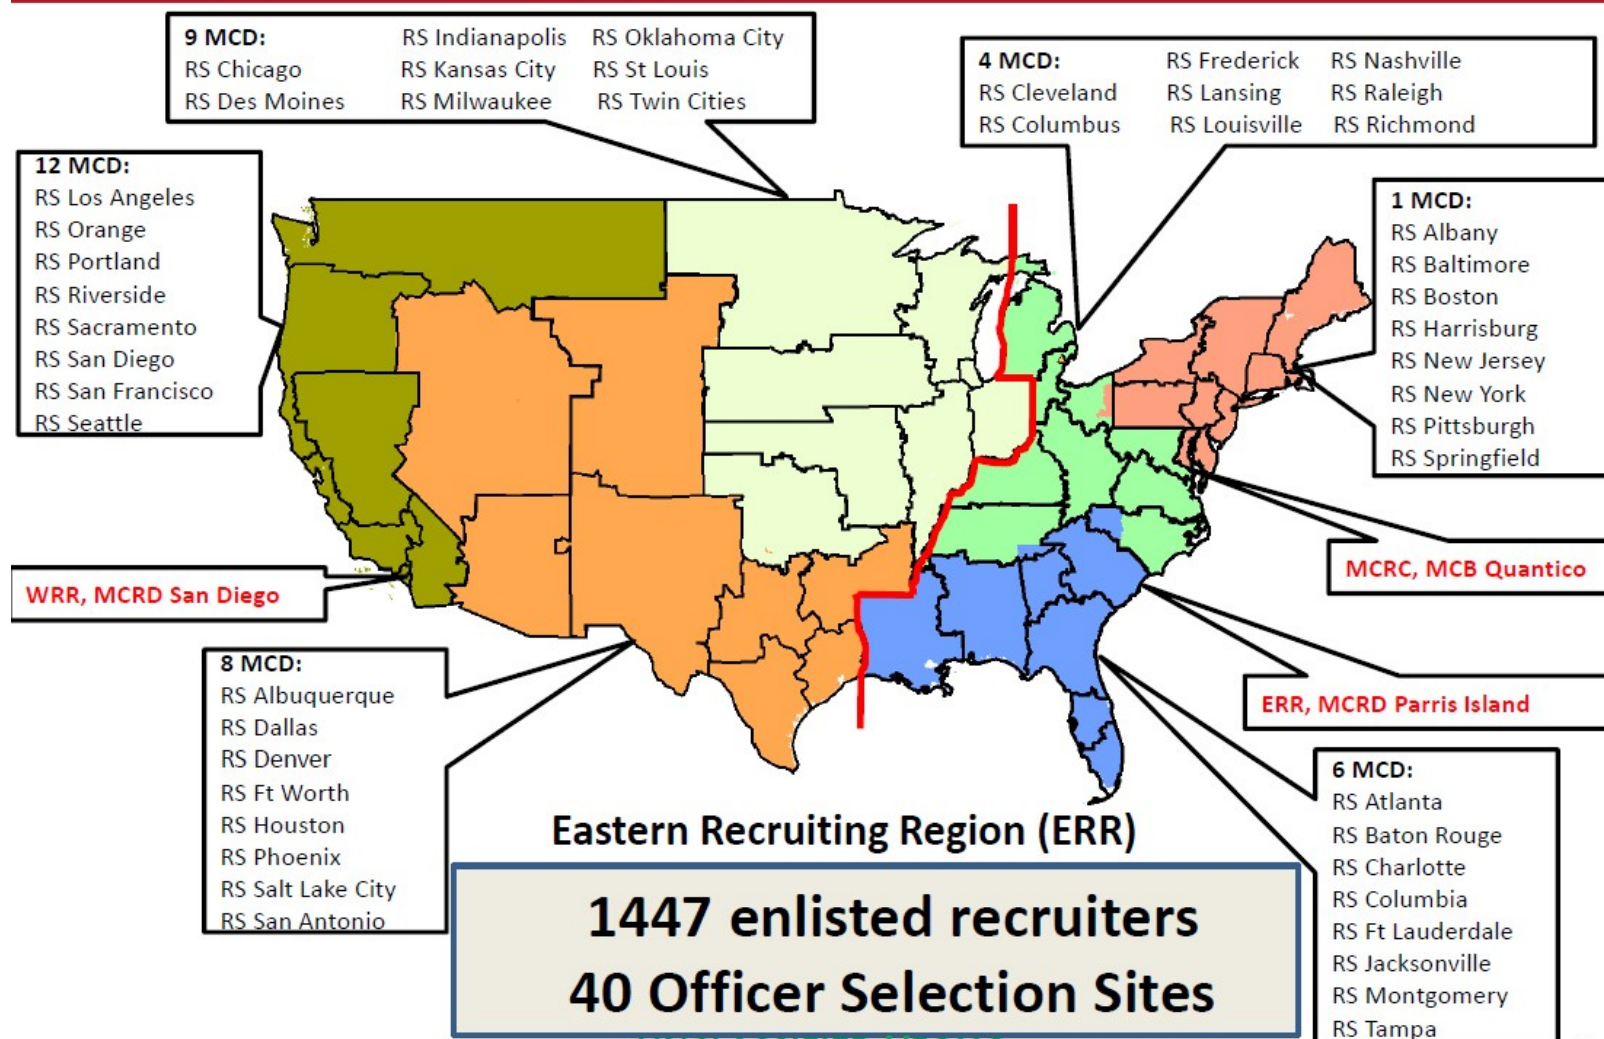 9 MCD: RS Indianapolis RS Oklahoma City
RS Chicago RS Kansas City RS St Louis
RS Des Moines RS Milwaukee RS Twin Cities
4 MCD: RS Frederick RS Nashville
RS Cleveland RS Lansing RS Raleigh
RS Columbus RS Louisville RS Richmond
12 MCD:
RS Los Angeles
RS Orange
RS Portland
RS Riverside
RS Sacramento
RS San Diego
RS San Francisco
RS Seattle
1 MCD:
RS Albany
RS Baltimore
RS Boston
RS Harrisburg
RS New Jersey
RS New York
RS Pittsburgh
RS Springfield
WRR, MCRD San Diego
MCRC, MCB Quantico
8 MCD:
RS Albuquerque
RS Dallas
RS Denver
RS Ft Worth
RS Houston
RS Phoenix
RS Salt Lake City
RS San Antonio
ERR, MCRD Parris Island
6 MCD:
RS Atlanta
RS Baton Rouge
RS Charlotte
RS Columbia
RS Ft Lauderdale
RS Jacksonville
RS Montgomery
RS Tampa
Eastern Recruiting Region (ERR)
1447 enlisted recruiters
40 Officer Selection Sites